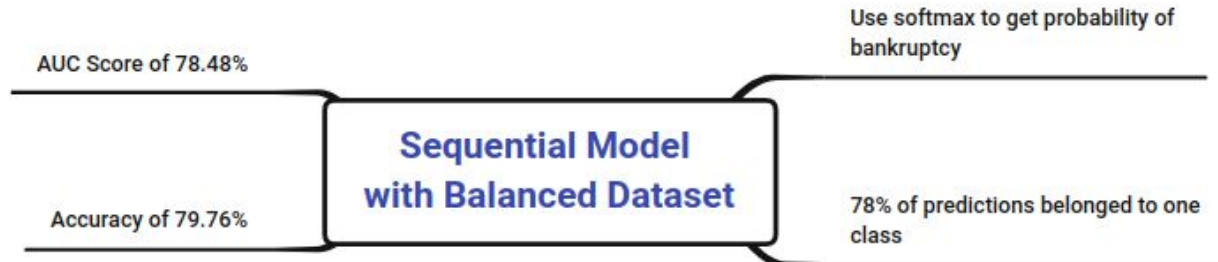 AUC Score of 78.48%
Accuracy of 79.76%
Sequential Model
with Balanced Dataset
Use softmax to get probability of
bankruptcy
78% of predictions belonged to one
class